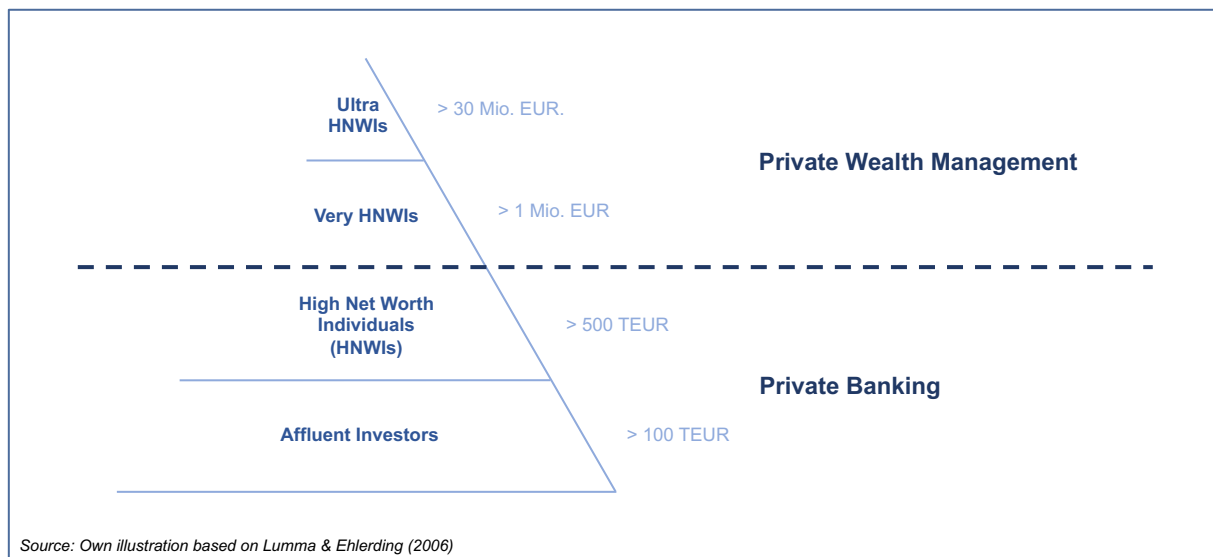 Ultra
HNWIs
> 30 Mio. EUR.
Private Wealth Management
Very HNWIs
> 1 Mio. EUR
High Net Worth
Individuals
(HNWIs)
> 500 TEUR
Private Banking
Affluent Investors
> 100 TEUR
Source: Own illustration based on Lumma & Ehlerding (2006)